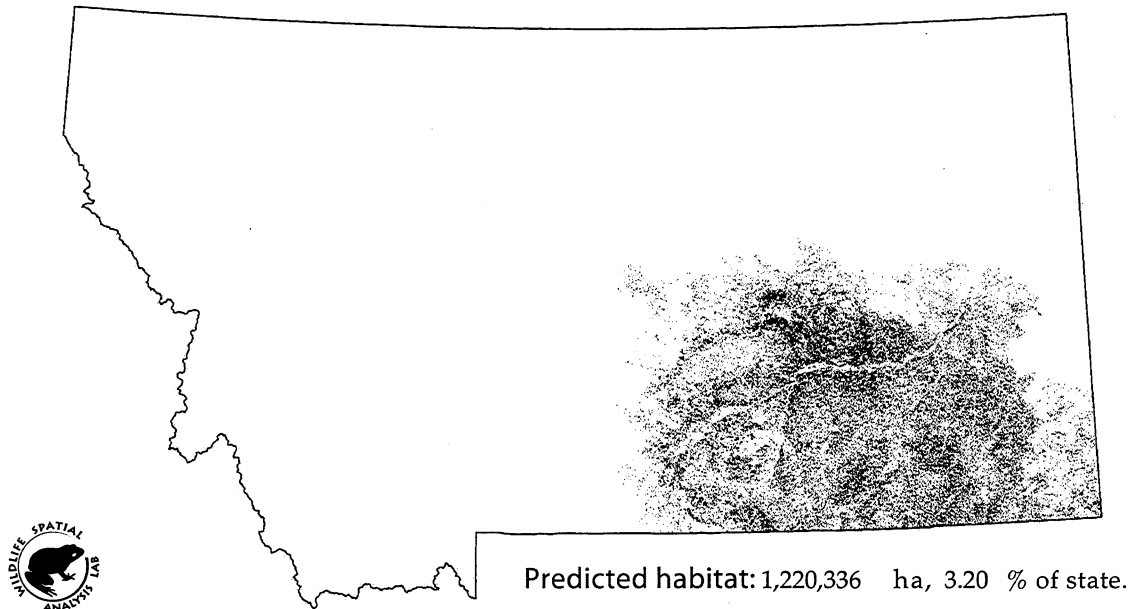 WILDLIFE SPATIAL ANALYSIS LAB
Predicted habitat: 1,220,336 ha, 3.20 % of state.